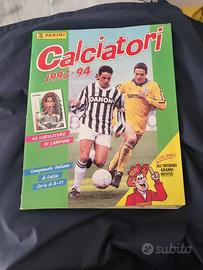 PANINI
Calciatori
1993-94
DANONE
42 CARICATURE
DI CAMPIONI
Campionato italiano
di Calcio
Serie A-B-C1
ALL'INTERNO
GRANDI
NOVITA'
subito